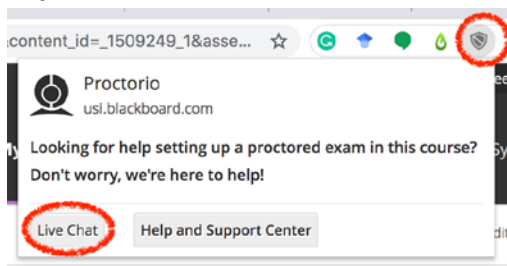 content_id=_1509249_1&asse...
Proctorio
usi.blackboard.com
Looking for help setting up a proctored exam in this course?
Don't worry, we're here to help!
Live Chat
Help and Support Center